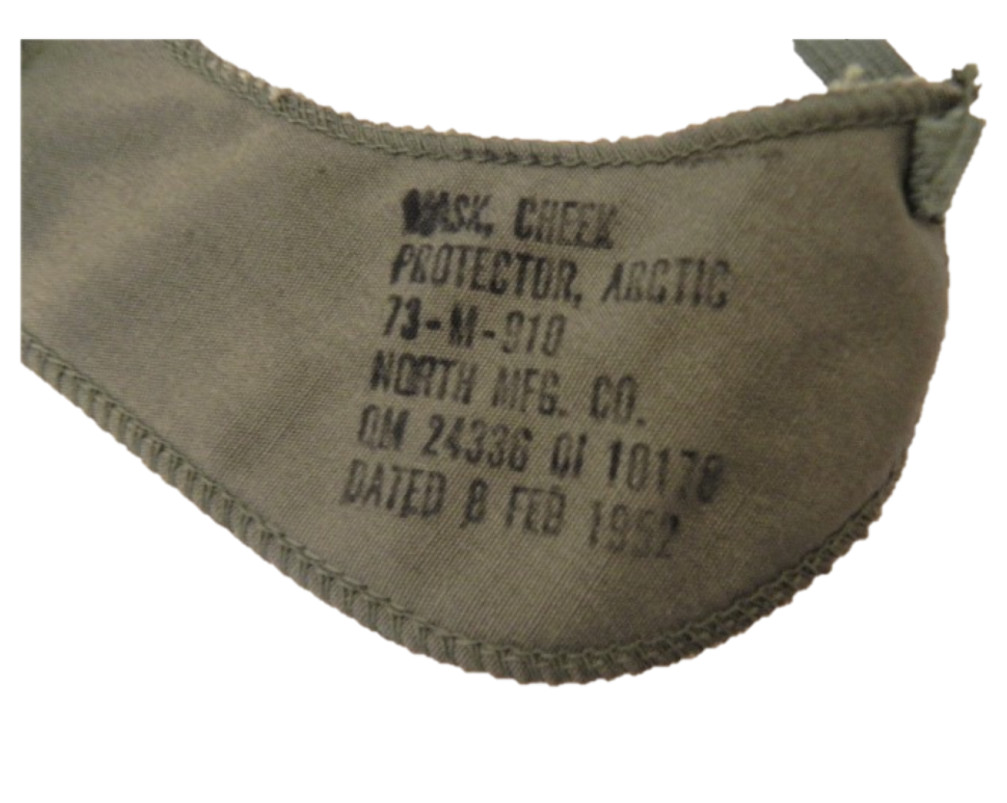 MASK, CHEEK
PROTECTOR, ARCTIC
73-M-910
NORTH MFG. CO.
QM 24336 OI 10178
DATED 8 FEB 1952